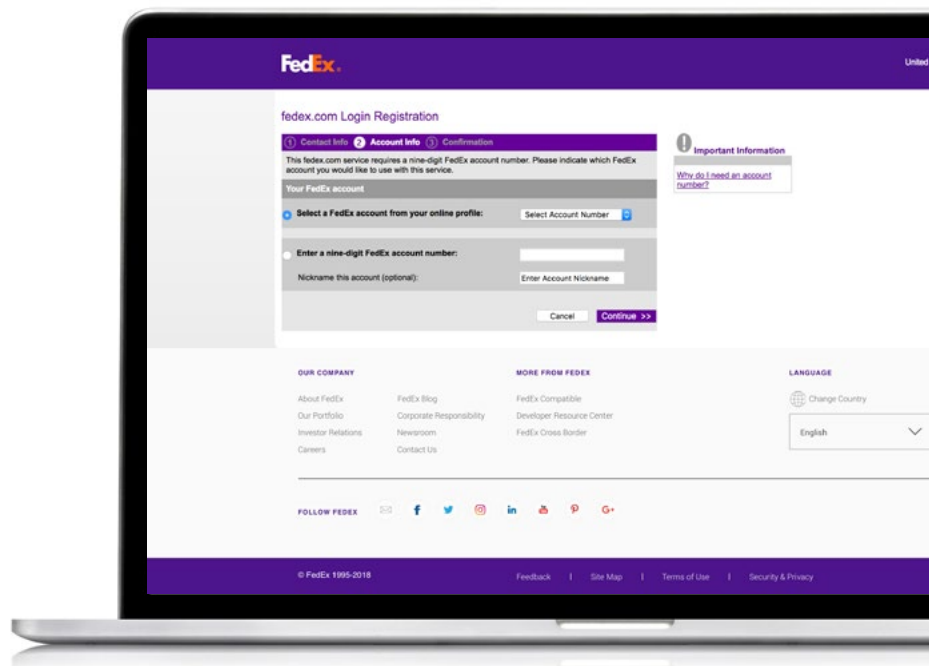 FedEx.
United
fedex.com Login Registration
1 Contact Info 2 Account Info 3 Confirmation
This fedex.com service requires a nine-digit FedEx account number. Please indicate which FedEx
account you would like to use with this service.
Your FedEx account
Select a FedEx account from your online profile:
Select Account Number
Enter a nine-digit FedEx account number:
Nickname this account (optional):
Enter Account Nickname
Cancel
Continue >>
! Important Information
Why do I need an account
number?
OUR COMPANY
About FedEx
Our Portfolio
Investor Relations
Careers
FedEx Blog
Corporate Responsibility
Newsroom
Contact Us
MORE FROM FEDEX
FedEx Compatible
Developer Resource Center
FedEx Cross Border
LANGUAGE
Change Country
English
FOLLOW FEDEX
f
in
G+
© FedEx 1995-2018
Feedback | Site Map | Terms of Use | Security & Privacy